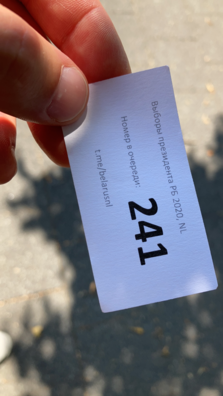 Выборы президента РБ 2020, NL
Номер в очереди:
241
t.me/belarusnl